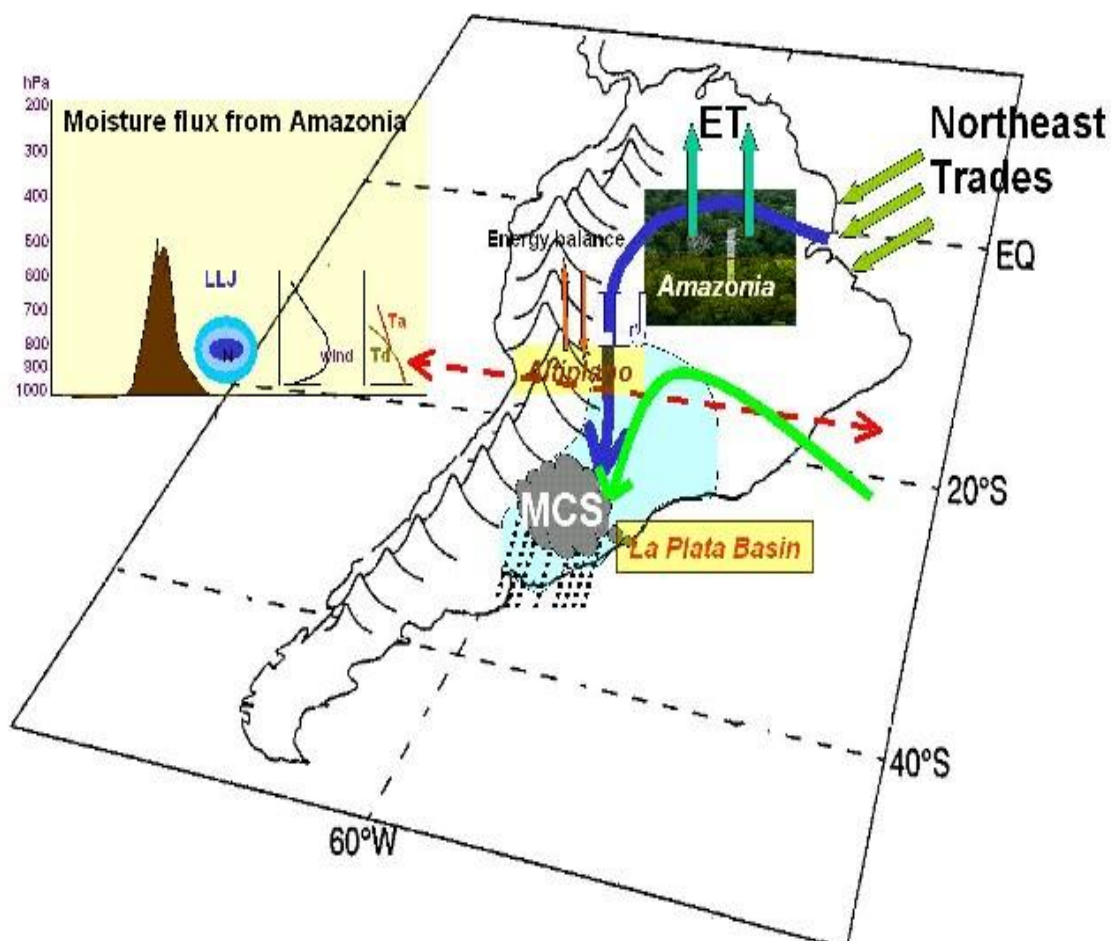 hPa
200
300
400
500
600
700
800
900
1000
Moisture flux from Amazonia
LLJ
N
wind
Ta
Td
ET
Northeast
Trades
Energy balance
Amazonia
EQ
Altiplano
20°S
MCS
La Plata Basin
40°S
60°W